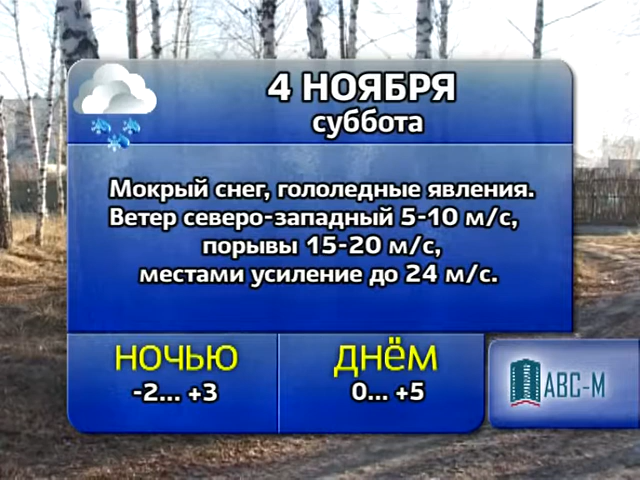 4 НОЯБРЯ
суббота
Мокрый снег, гололедные явления.
Ветер северо-западный 5-10 м/с,
порывы 15-20 м/с,
местами усиление до 24 м/с.
НОЧЬЮ
-2... +3
ДНЁМ
0... +5
АВС-М